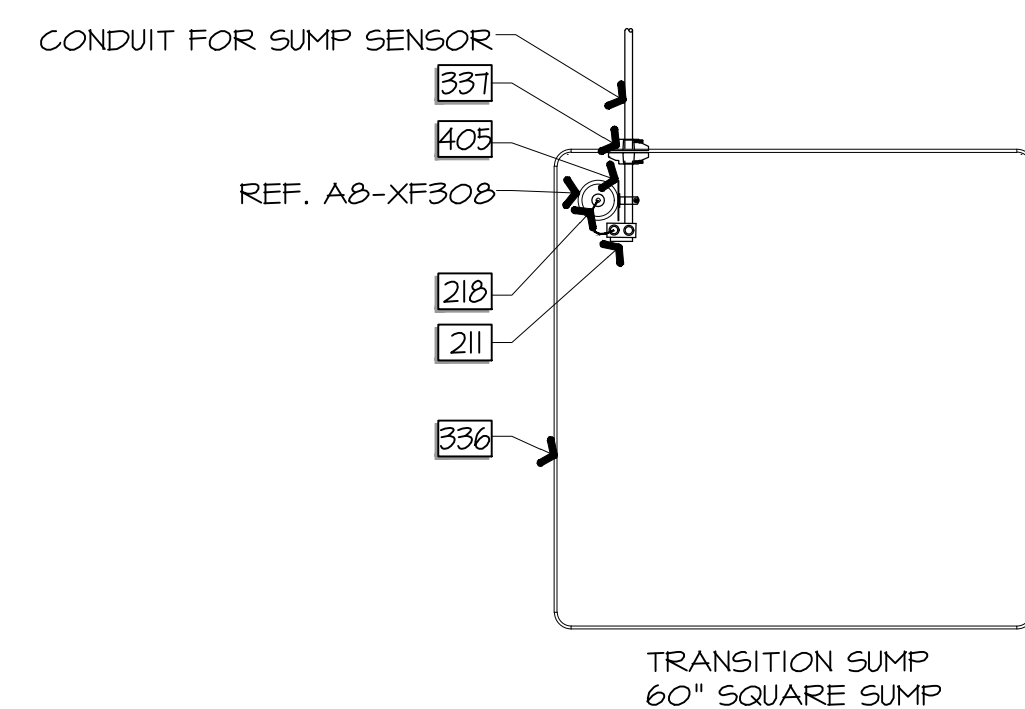 CONDUIT FOR SUMP SENSOR
337
405
REF. A8-XF308
218
211
336
TRANSITION SUMP
60" SQUARE SUMP